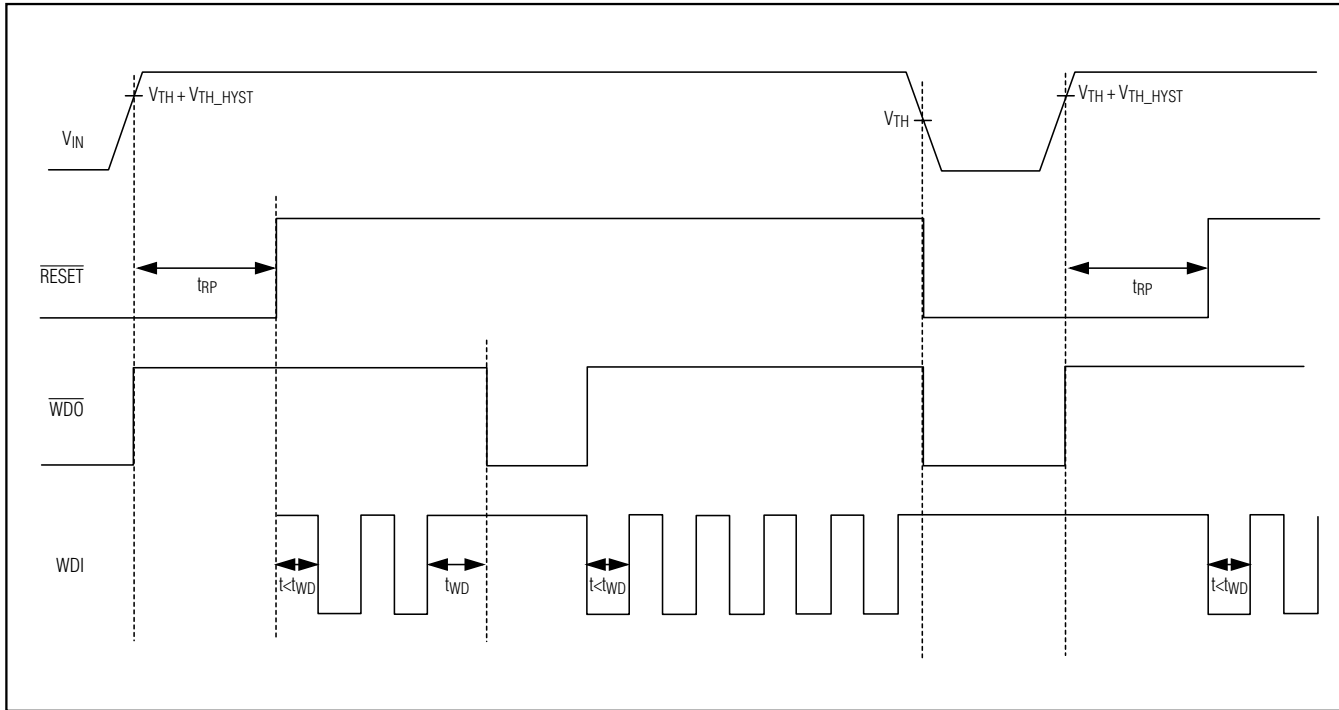 VTH + VTH_HYST
VTH + VTH_HYST
VTH
VIN
RESET
tRP
tRP
WDO
WDI
t<tWD
tWD
t<tWD
t<tWD